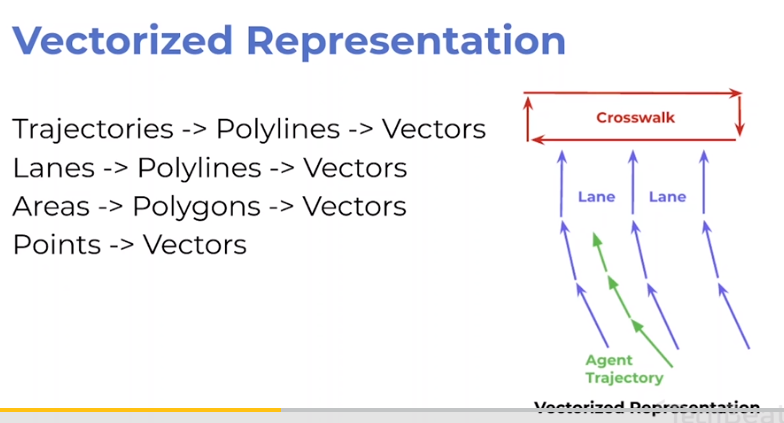 Vectorized Representation
Trajectories -> Polylines -> Vectors
Lanes -> Polylines -> Vectors
Areas -> Polygons -> Vectors
Points -> Vectors
Crosswalk
Lane Lane
Agent
Trajectory
Vectorized Representation
TechBeat